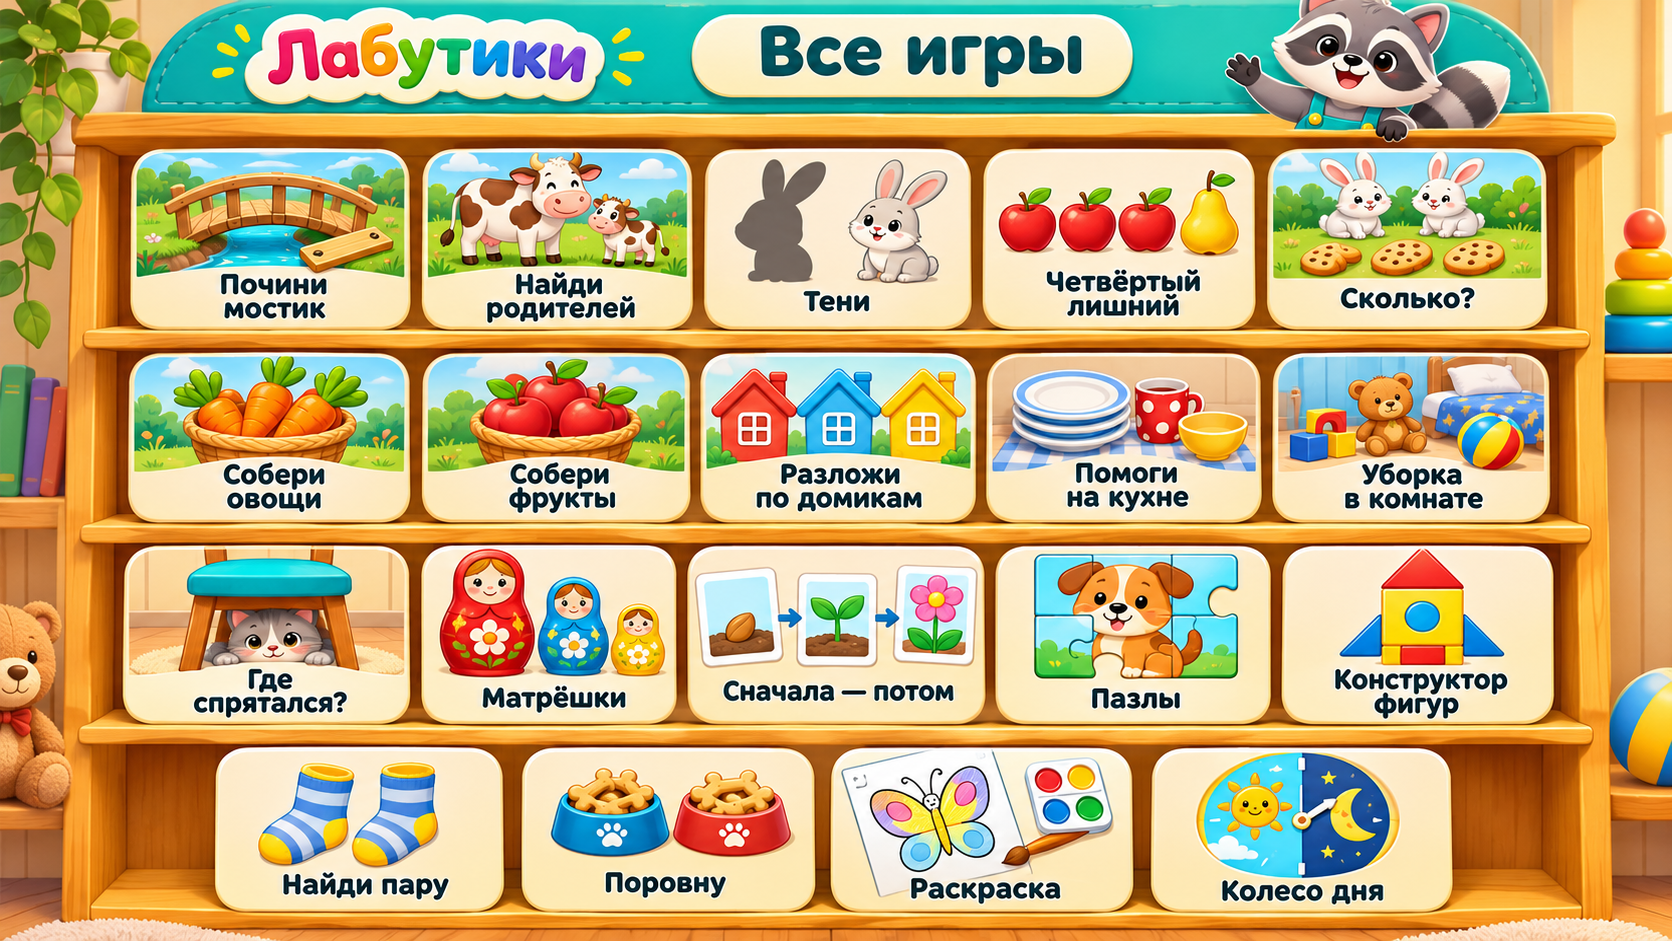 Лабутики
Все игры
Почини
мостик
Найди
родителей
Тени
Четвёртый
лишний
Сколько?
Собери
овощи
Собери
фрукты
Разложи
по домикам
Помоги
на кухне
Уборка
в комнате
Где
спрятался?
Матрёшки
Сначала — потом
Пазлы
Конструктор
фигур
Найди пару
Поровну
Раскраска
Колесо дня